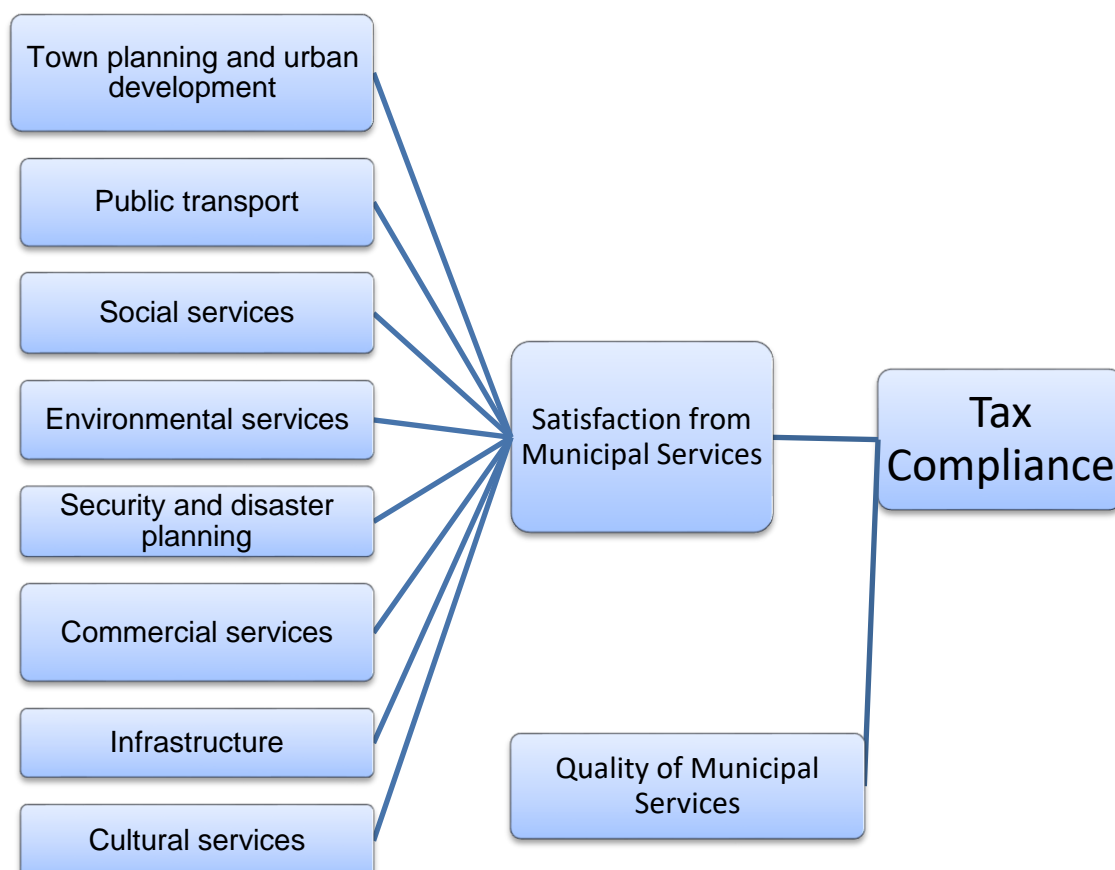 Town planning and urban
development
Public transport
Social services
Environmental services
Security and disaster
planning
Commercial services
Infrastructure
Cultural services
Satisfaction from
Municipal Services
Quality of Municipal
Services
Tax
Compliance